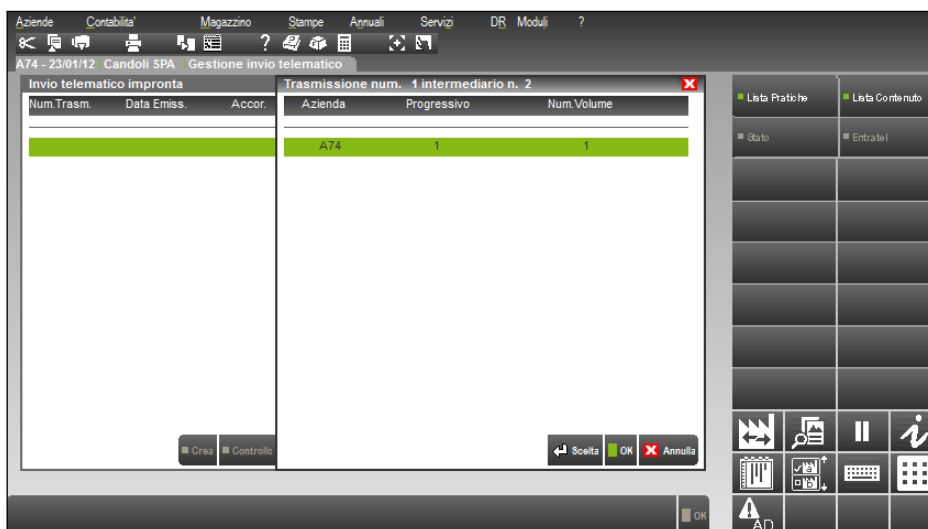 Aziende Contabilita' Magazzino Stampe Annuali Servizi DR Moduli ?
?
A74 - 23/01/12 Candoli SPA Gestione invio telematico
Invio telematico impronta
Trasmissione num. 1 intermediario n. 2
Num.Trasm. Data Emiss. Accor.
Azienda Progressivo Num.Volume
A74 1 1
Crea Controllo
Scelta OK Annulla
Lista Pratiche Lista Contenuto
Stato Entratel
OK
AD